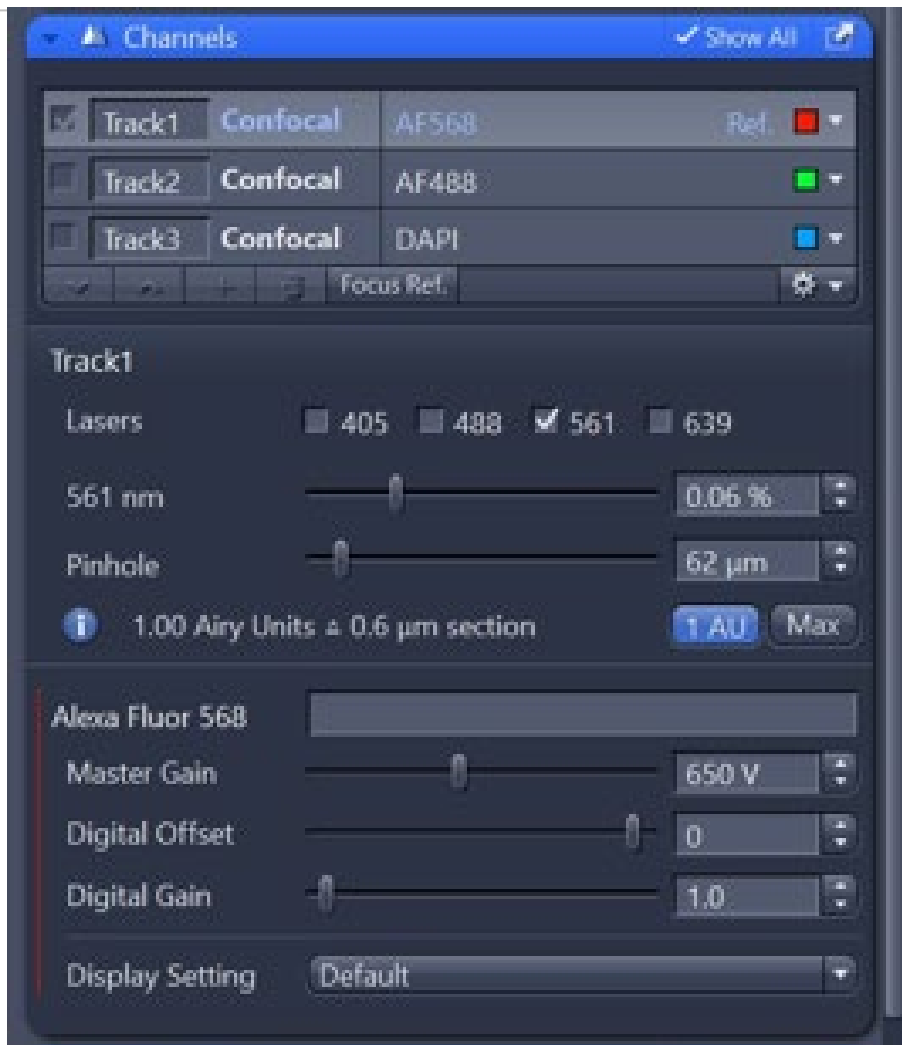 Channels Show All
Track1 Confocal AF568 Ref.
Track2 Confocal AF488
Track3 Confocal DAPI
Focus Ref.
Track1
Lasers 405 488 561 639
561 nm 0.06 %
Pinhole 62 µm
1.00 Airy Units ≙ 0.6 µm section 1 AU Max
Alexa Fluor 568
Master Gain 650 V
Digital Offset 0
Digital Gain 1.0
Display Setting Default